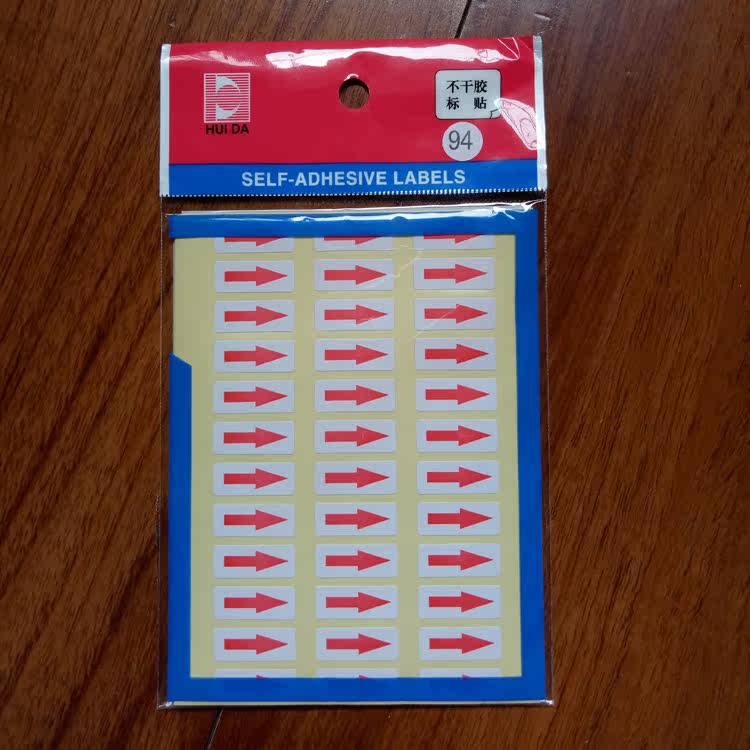 HUI DA
不干胶
标 贴
94
SELF-ADHESIVE LABELS